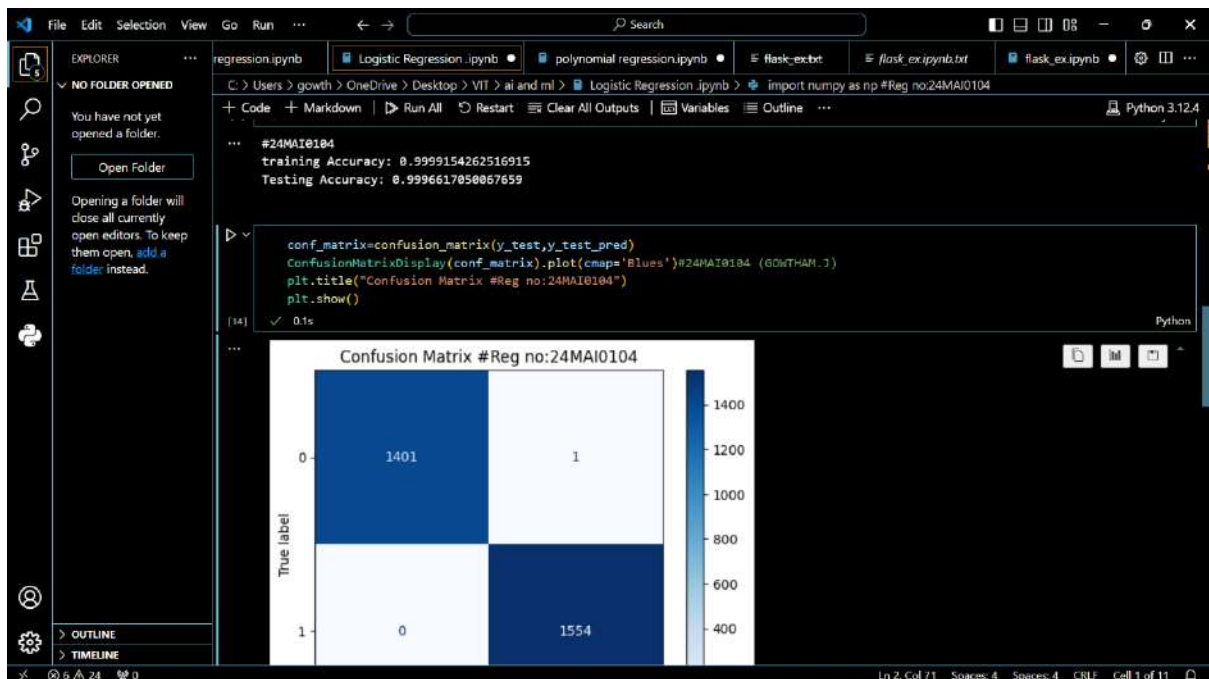 File Edit Selection View Go Run ...
Search
EXPLORER
regression.ipynb
Logistic Regression .ipynb
polynomial regression.ipynb
flask_ex.txt
flask_ex.ipynb.txt
flask_ex.ipynb
NO FOLDER OPENED
C: > Users > gowth > OneDrive > Desktop > VIT > ai and ml > Logistic Regression .ipynb > import numpy as np #Reg no:24MAI0104
+ Code + Markdown | Run All Restart Clear All Outputs | Variables Outline ...
Python 3.12.4
You have not yet
opened a folder.
Open Folder
Opening a folder will
close all currently
open editors. To keep
them open, add a
folder instead.
#24MAI0104
training Accuracy: 0.9999154262516915
Testing Accuracy: 0.9996617050067659
conf_matrix=confusion_matrix(y_test,y_test_pred)
ConfusionMatrixDisplay(conf_matrix).plot(cmap='Blues')#24MAI0104 (GOWTHAM.J)
plt.title("Confusion Matrix #Reg no:24MAI0104")
plt.show()
[14] ✓ 0.1s
Python
Confusion Matrix #Reg no:24MAI0104
0
1401
1
1400
1200
1000
800
600
400
True label
1
0
1554
OUTLINE
TIMELINE
6 24 0
Ln 2, Col 71 Spaces: 4 Spaces: 4 CRLF Cell 1 of 11